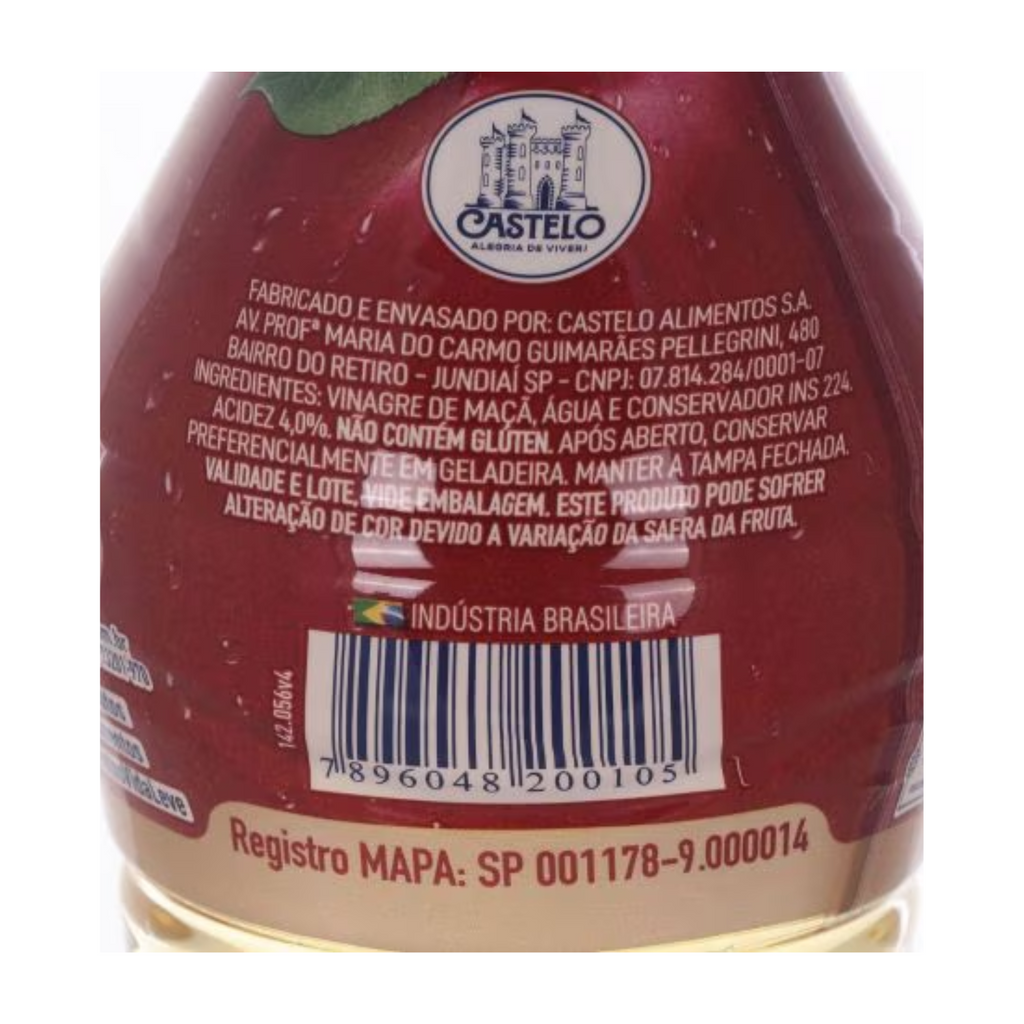 CASTELO
ALEGRIA DE VIVER!
FABRICADO E ENVASADO POR: CASTELO ALIMENTOS S.A.
AV. PROFª MARIA DO CARMO GUIMARÃES PELLEGRINI, 480
BAIRRO DO RETIRO - JUNDIAÍ SP - CNPJ: 07.814.284/0001-07
INGREDIENTES: VINAGRE DE MAÇÃ, ÁGUA E CONSERVADOR INS 224.
ACIDEZ 4,0%. NÃO CONTÉM GLÚTEN. APÓS ABERTO, CONSERVAR
PREFERENCIALMENTE EM GELADEIRA. MANTER A TAMPA FECHADA.
VALIDADE E LOTE, VIDE EMBALAGEM. ESTE PRODUTO PODE SOFRER
ALTERAÇÃO DE COR DEVIDO A VARIAÇÃO DA SAFRA DA FRUTA.
INDÚSTRIA BRASILEIRA
142.056v4
7 896048 200105
VidaLeve
Registro MAPA: SP 001178-9.000014